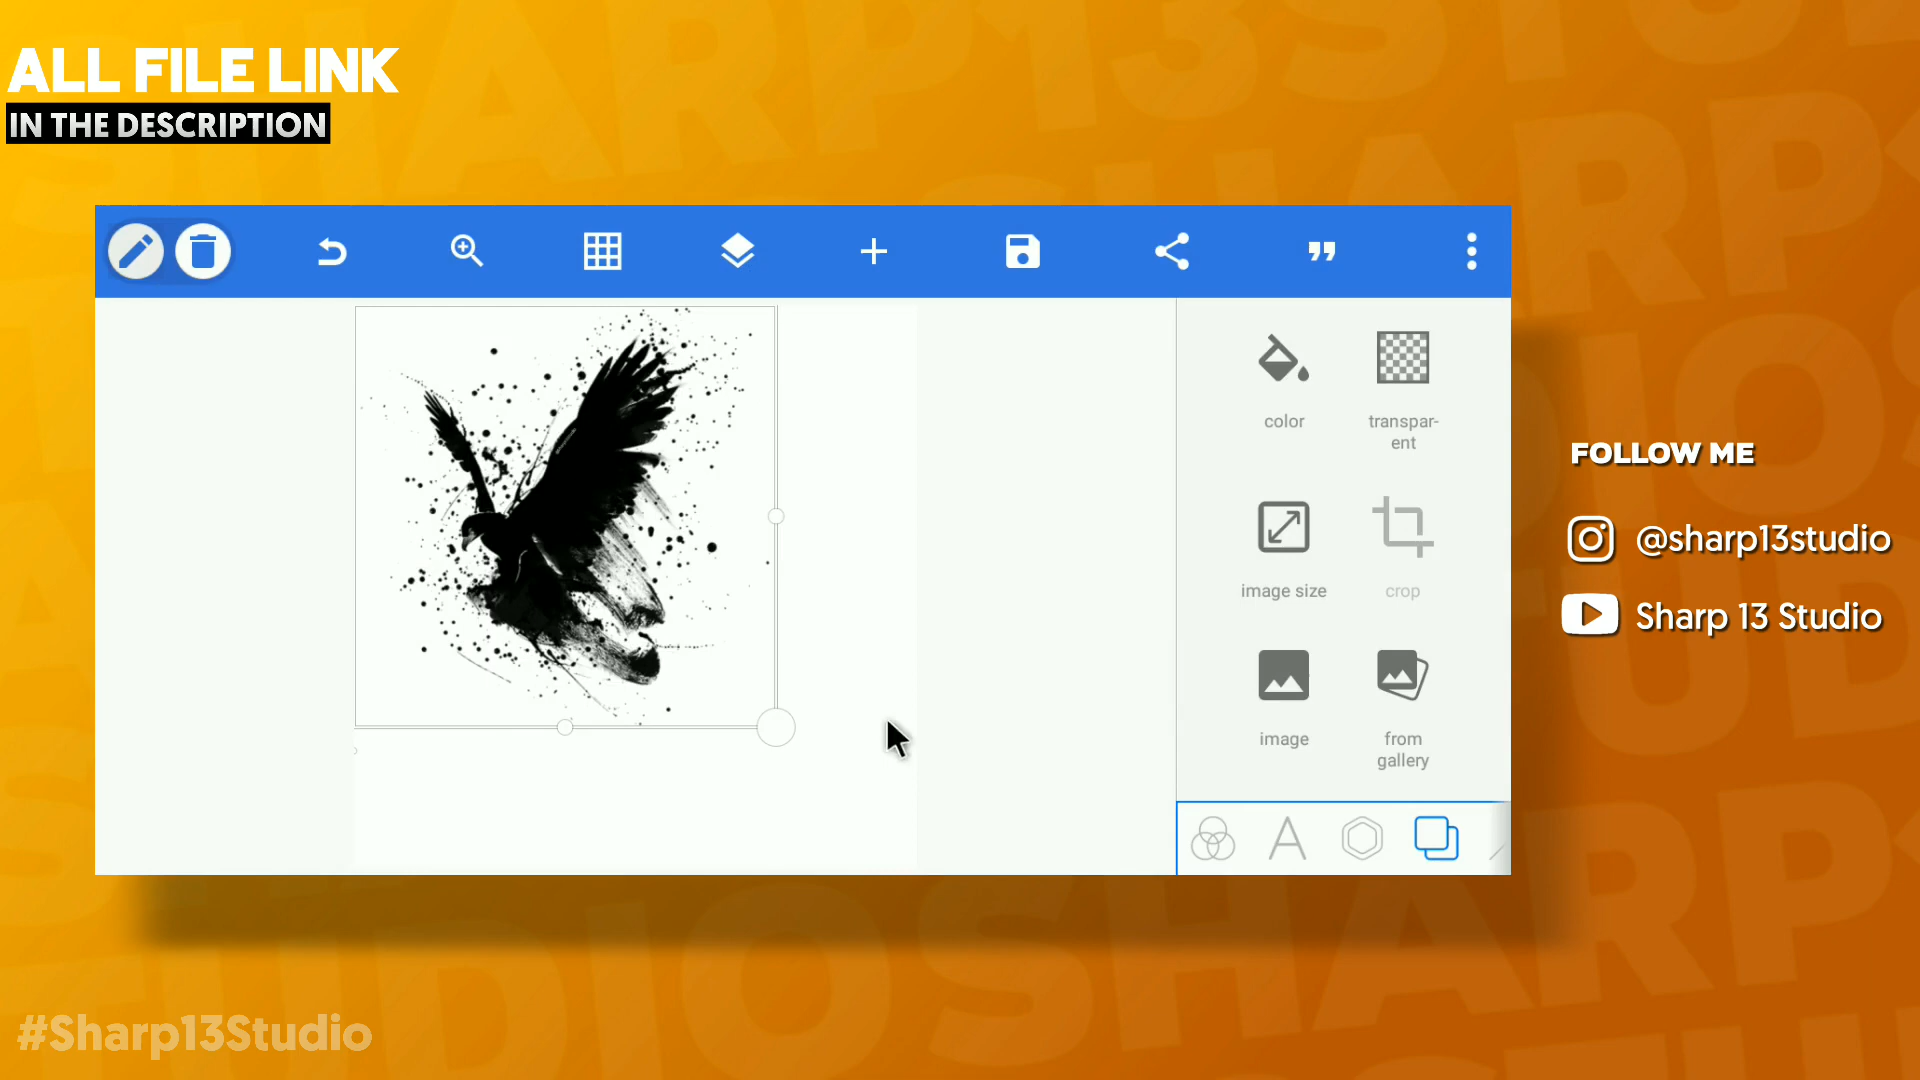 ALL FILE LINK
IN THE DESCRIPTION
color
transpar-
ent
image size
crop
image
from
gallery
FOLLOW ME
@sharp13studio
Sharp 13 Studio
#Sharp13Studio